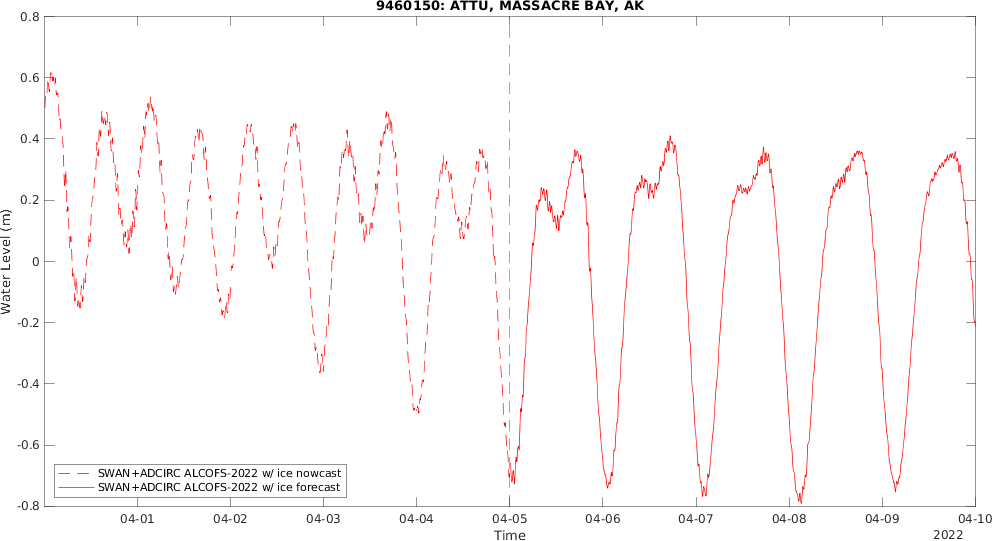 9460150: ATTU, MASSACRE BAY, AK
0.8
0.6
0.4
0.2
0
-0.2
-0.4
-0.6
-0.8
Water Level (m)
SWAN+ADCIRC ALCOFS-2022 w/ ice nowcast
SWAN+ADCIRC ALCOFS-2022 w/ ice forecast
04-01 04-02 04-03 04-04 04-05 04-06 04-07 04-08 04-09 04-10
Time
2022